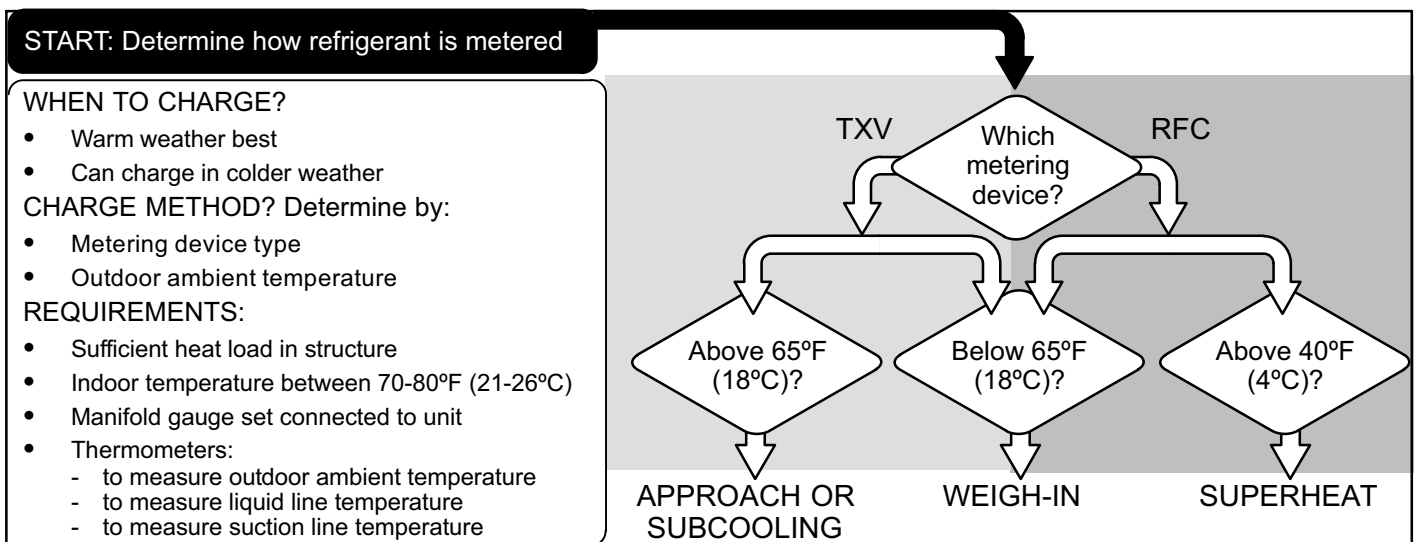 START: Determine how refrigerant is metered
WHEN TO CHARGE?
• Warm weather best
• Can charge in colder weather
CHARGE METHOD? Determine by:
• Metering device type
• Outdoor ambient temperature
REQUIREMENTS:
• Sufficient heat load in structure
• Indoor temperature between 70-80ºF (21-26ºC)
• Manifold gauge set connected to unit
• Thermometers:
- to measure outdoor ambient temperature
- to measure liquid line temperature
- to measure suction line temperature
TXV
Which
metering
device?
RFC
Above 65ºF
(18ºC)?
Below 65ºF
(18ºC)?
Above 40ºF
(4ºC)?
APPROACH OR
SUBCOOLING
WEIGH-IN
SUPERHEAT